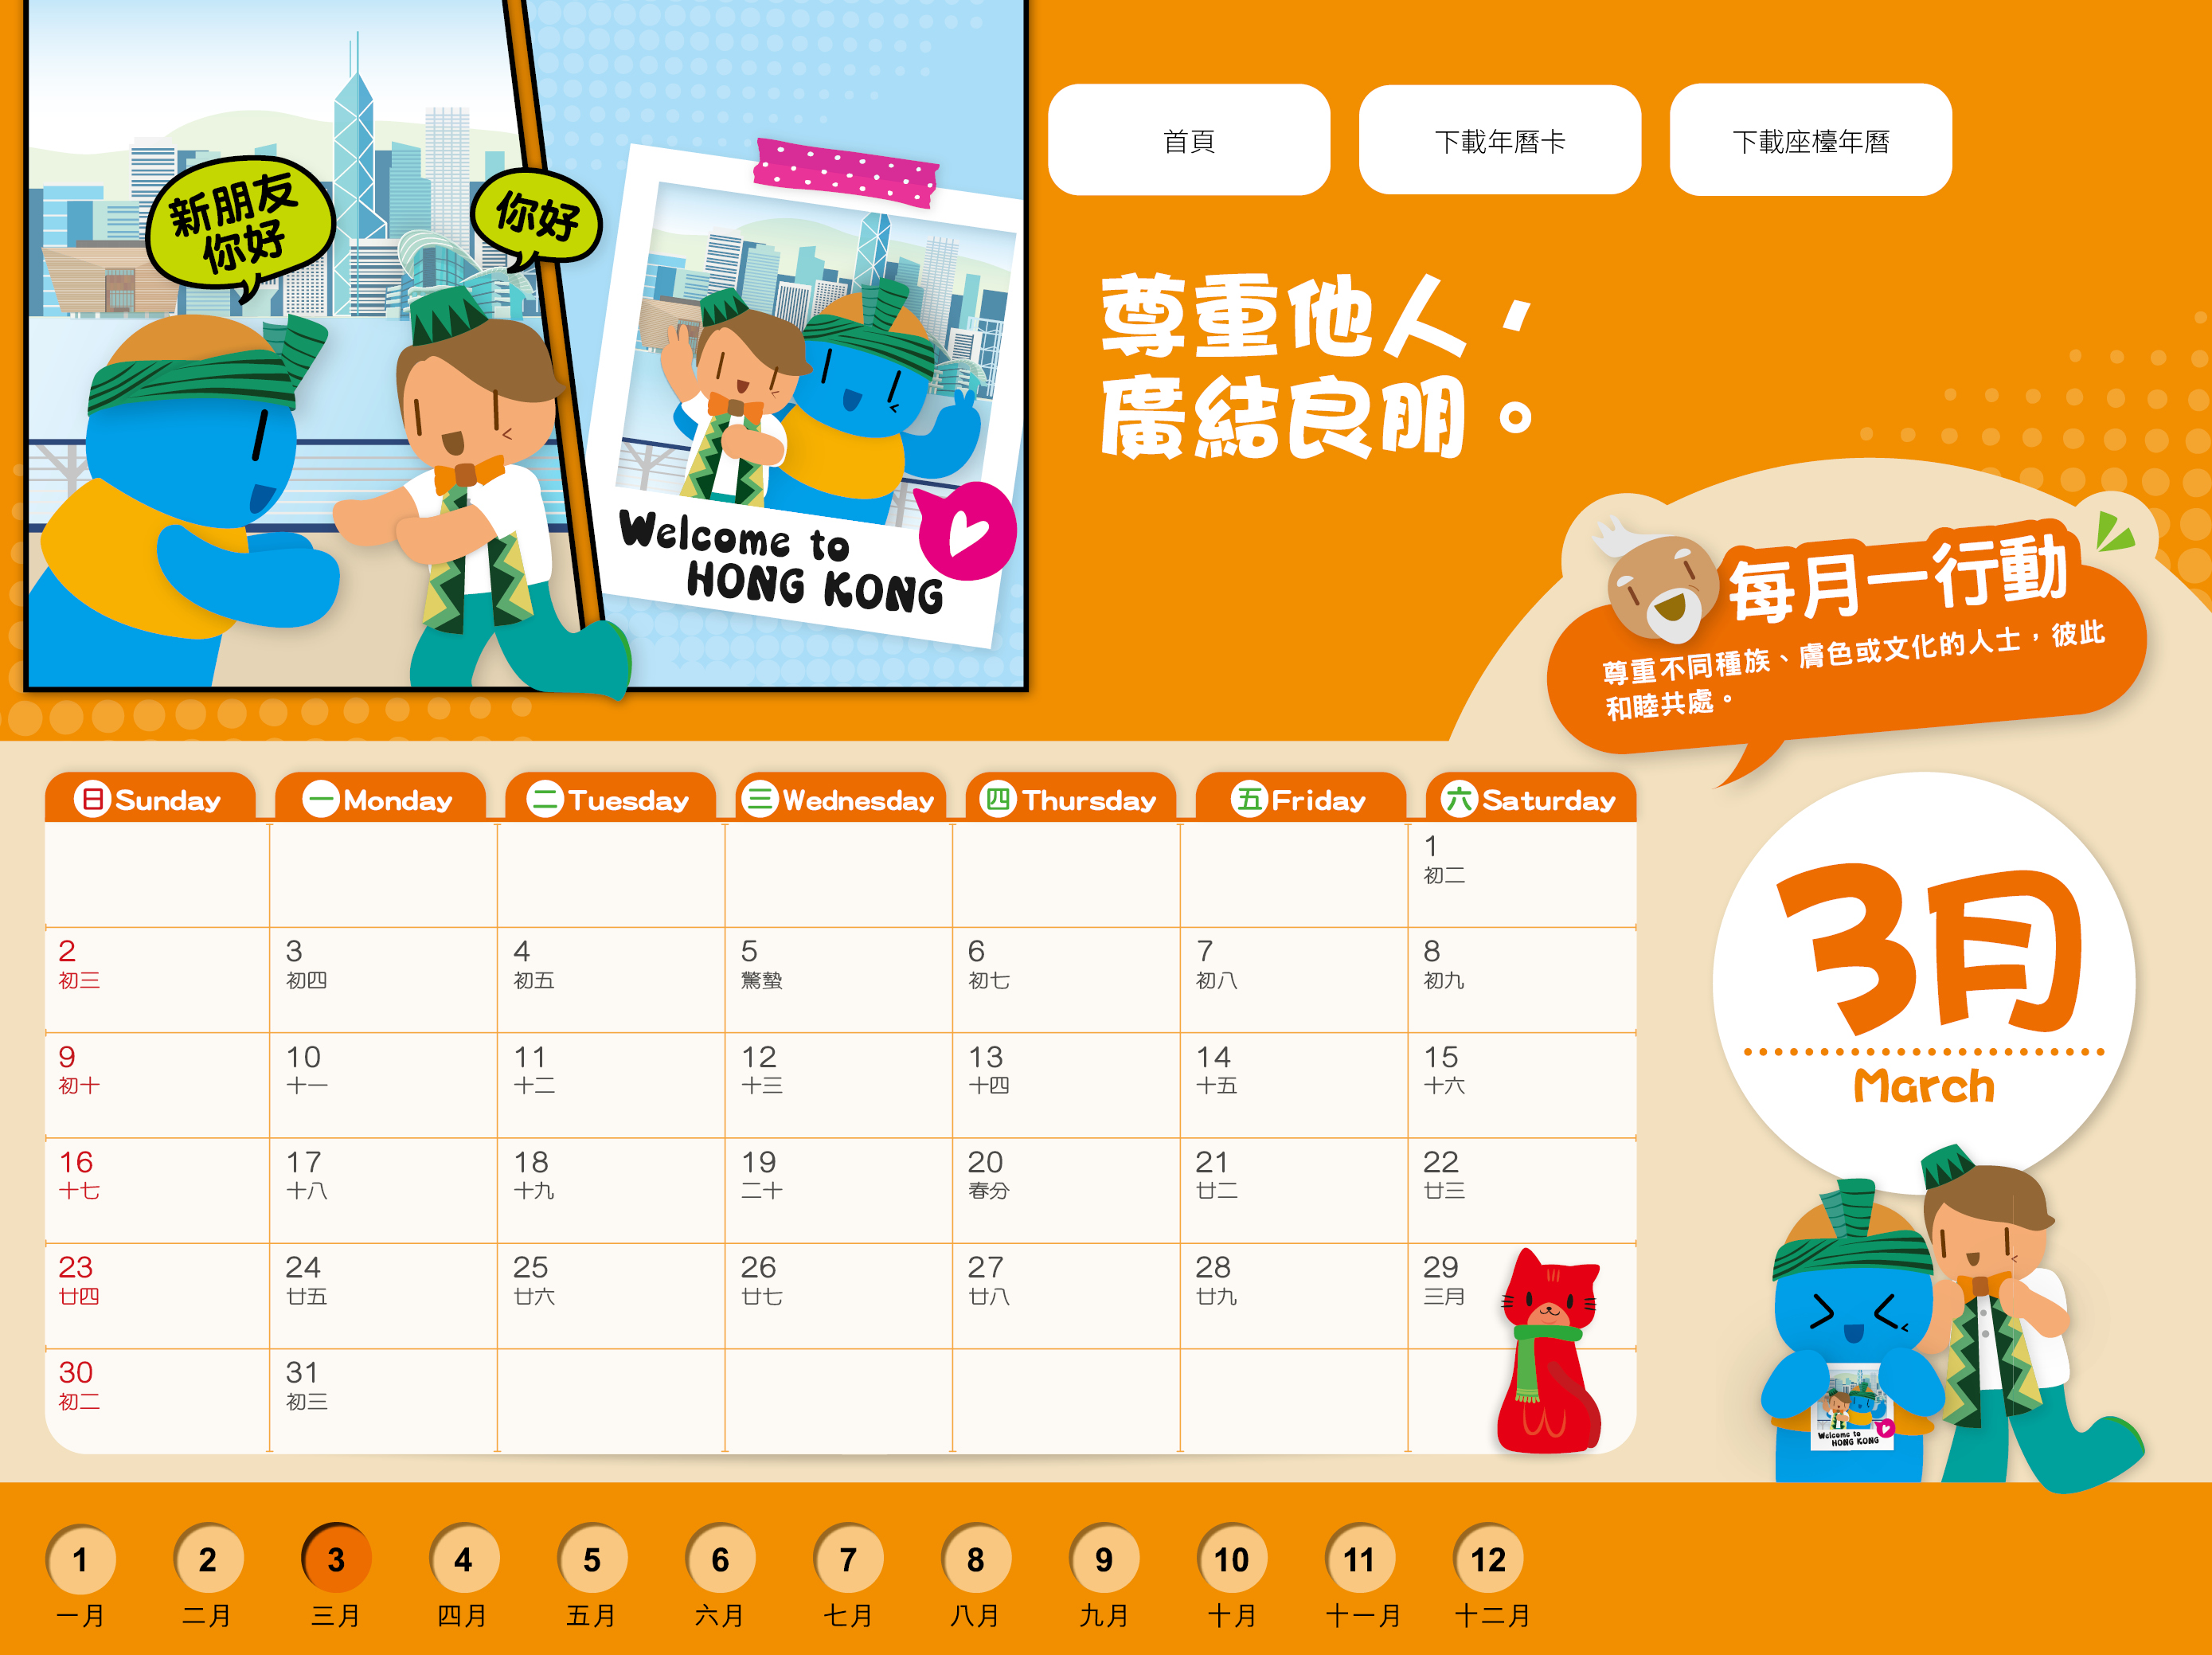 首頁
下載年曆卡
下載座檯年曆
新朋友
你好
你好
Welcome to
HONG KONG
尊重他人，
廣結良朋。
每月一行動
尊重不同種族、膚色或文化的人士，彼此
和睦共處。
日 Sunday 一 Monday 二 Tuesday 三 Wednesday 四 Thursday 五 Friday 六 Saturday
1
初二
2 3 4 5 6 7 8
初三 初四 初五 驚蟄 初七 初八 初九
9 10 11 12 13 14 15
初十 十一 十二 十三 十四 十五 十六
16 17 18 19 20 21 22
十七 十八 十九 二十 春分 廿二 廿三
23 24 25 26 27 28 29
廿四 廿五 廿六 廿七 廿八 廿九 三月
30 31
初二 初三
3月
March
Welcome to
HONG KONG
1 2 3 4 5 6 7 8 9 10 11 12
一月 二月 三月 四月 五月 六月 七月 八月 九月 十月 十一月 十二月